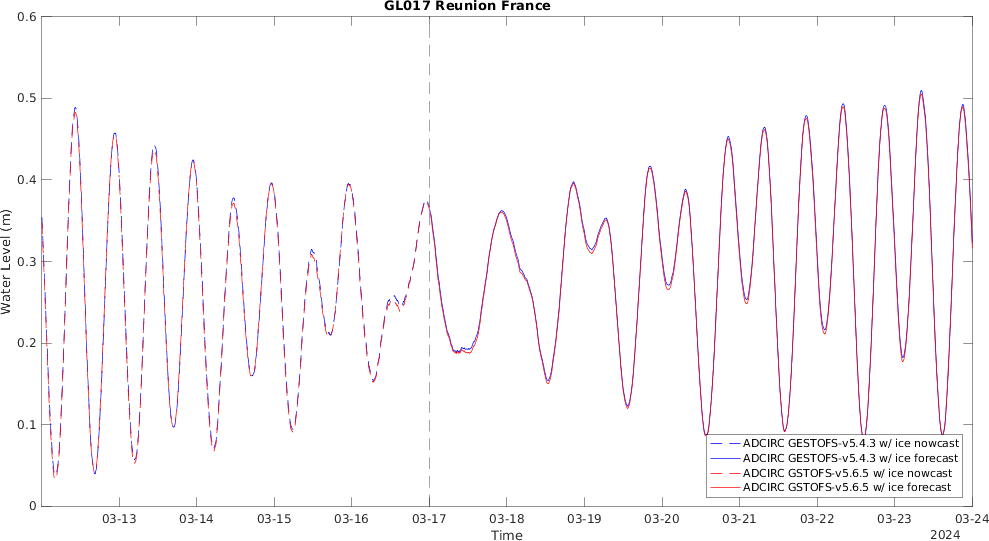 GL017 Reunion France
0.6
0.5
0.4
0.3
0.2
0.1
0
Water Level (m)
ADCIRC GESTOFS-v5.4.3 w/ ice nowcast
ADCIRC GESTOFS-v5.4.3 w/ ice forecast
ADCIRC GSTOFS-v5.6.5 w/ ice nowcast
ADCIRC GSTOFS-v5.6.5 w/ ice forecast
03-13 03-14 03-15 03-16 03-17 03-18 03-19 03-20 03-21 03-22 03-23 03-24
Time 2024